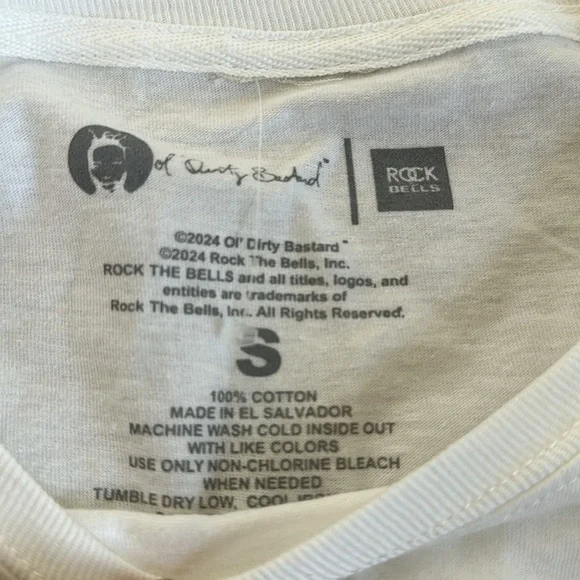 ol' Dirty Bastard™
ROCK
BELLS
©2024 Ol' Dirty Bastard™
©2024 Rock The Bells, Inc.
ROCK THE BELLS and all titles, logos, and
entities are trademarks of
Rock The Bells, Inc. All Rights Reserved.
S
100% COTTON
MADE IN EL SALVADOR
MACHINE WASH COLD INSIDE OUT
WITH LIKE COLORS
USE ONLY NON-CHLORINE BLEACH
WHEN NEEDED
TUMBLE DRY LOW, COOL